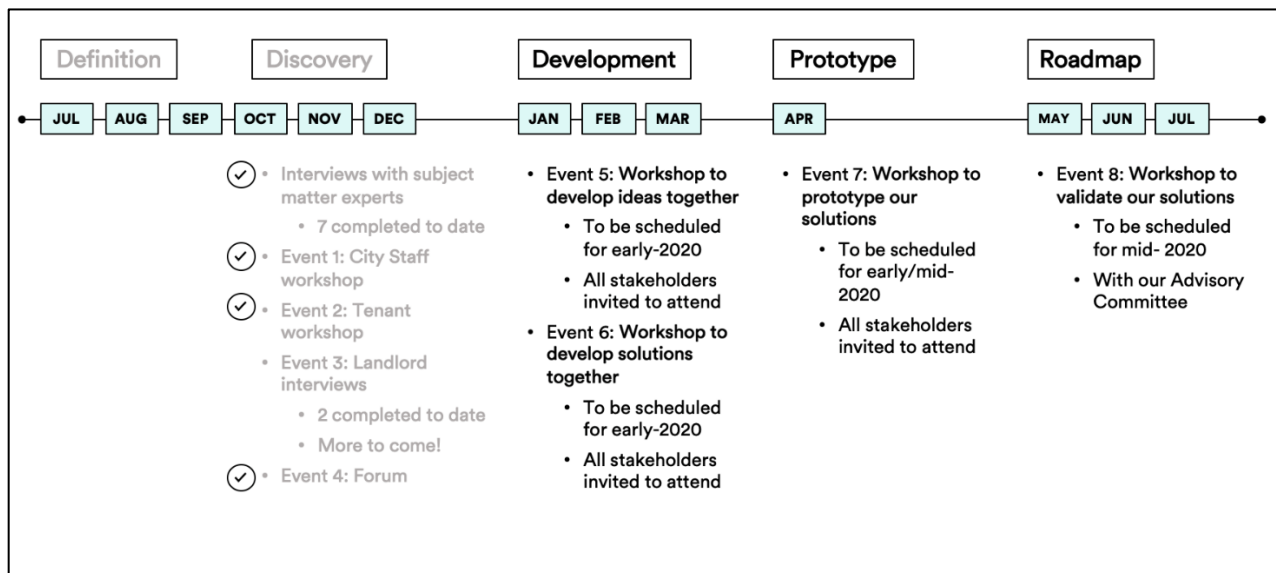 Definition
Discovery
Development
Prototype
Roadmap
JUL
AUG
SEP
OCT
NOV
DEC
JAN
FEB
MAR
APR
MAY
JUN
JUL
• Interviews with subject
matter experts
• 7 completed to date
• Event 1: City Staff
workshop
• Event 2: Tenant
workshop
• Event 3: Landlord
interviews
• 2 completed to date
• More to come!
• Event 4: Forum
• Event 5: Workshop to
develop ideas together
• To be scheduled
for early-2020
• All stakeholders
invited to attend
• Event 6: Workshop to
develop solutions
together
• To be scheduled
for early-2020
• All stakeholders
invited to attend
• Event 7: Workshop to
prototype our
solutions
• To be scheduled
for early/mid-
2020
• All stakeholders
invited to attend
• Event 8: Workshop to
validate our solutions
• To be scheduled
for mid- 2020
• With our Advisory
Committee